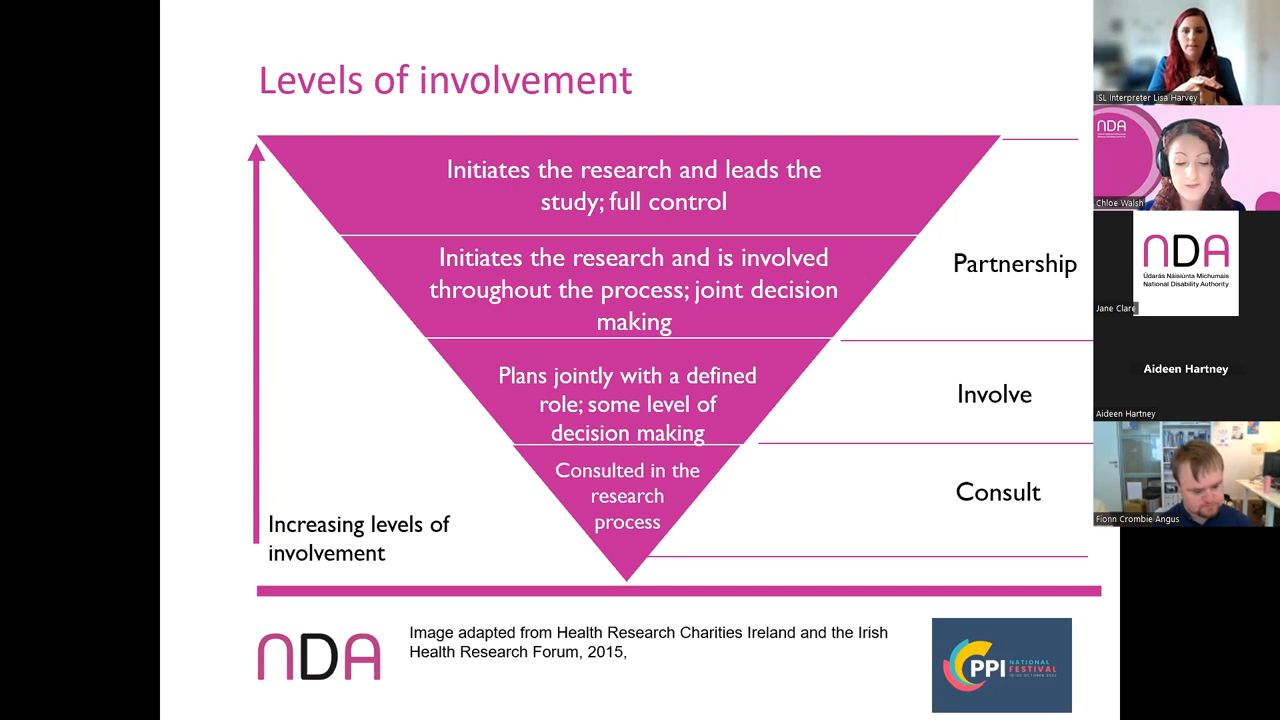 Levels of involvement
Initiates the research and leads the
study; full control
Initiates the research and is involved
throughout the process; joint decision
making
Partnership
Plans jointly with a defined
role; some level of
decision making
Involve
Consulted in the
research
process
Consult
Increasing levels of
involvement
NDA
Image adapted from Health Research Charities Ireland and the Irish
Health Research Forum, 2015,
PPI
NATIONAL
FESTIVAL
ISL Interpreter Lisa Harvey
NDA
Chloe Walsh
NDA
Údarás Náisiúnta Míchumais
National Disability Authority
Jane Clare
Aideen Hartney
Aideen Hartney
Fionn Crombie Angus